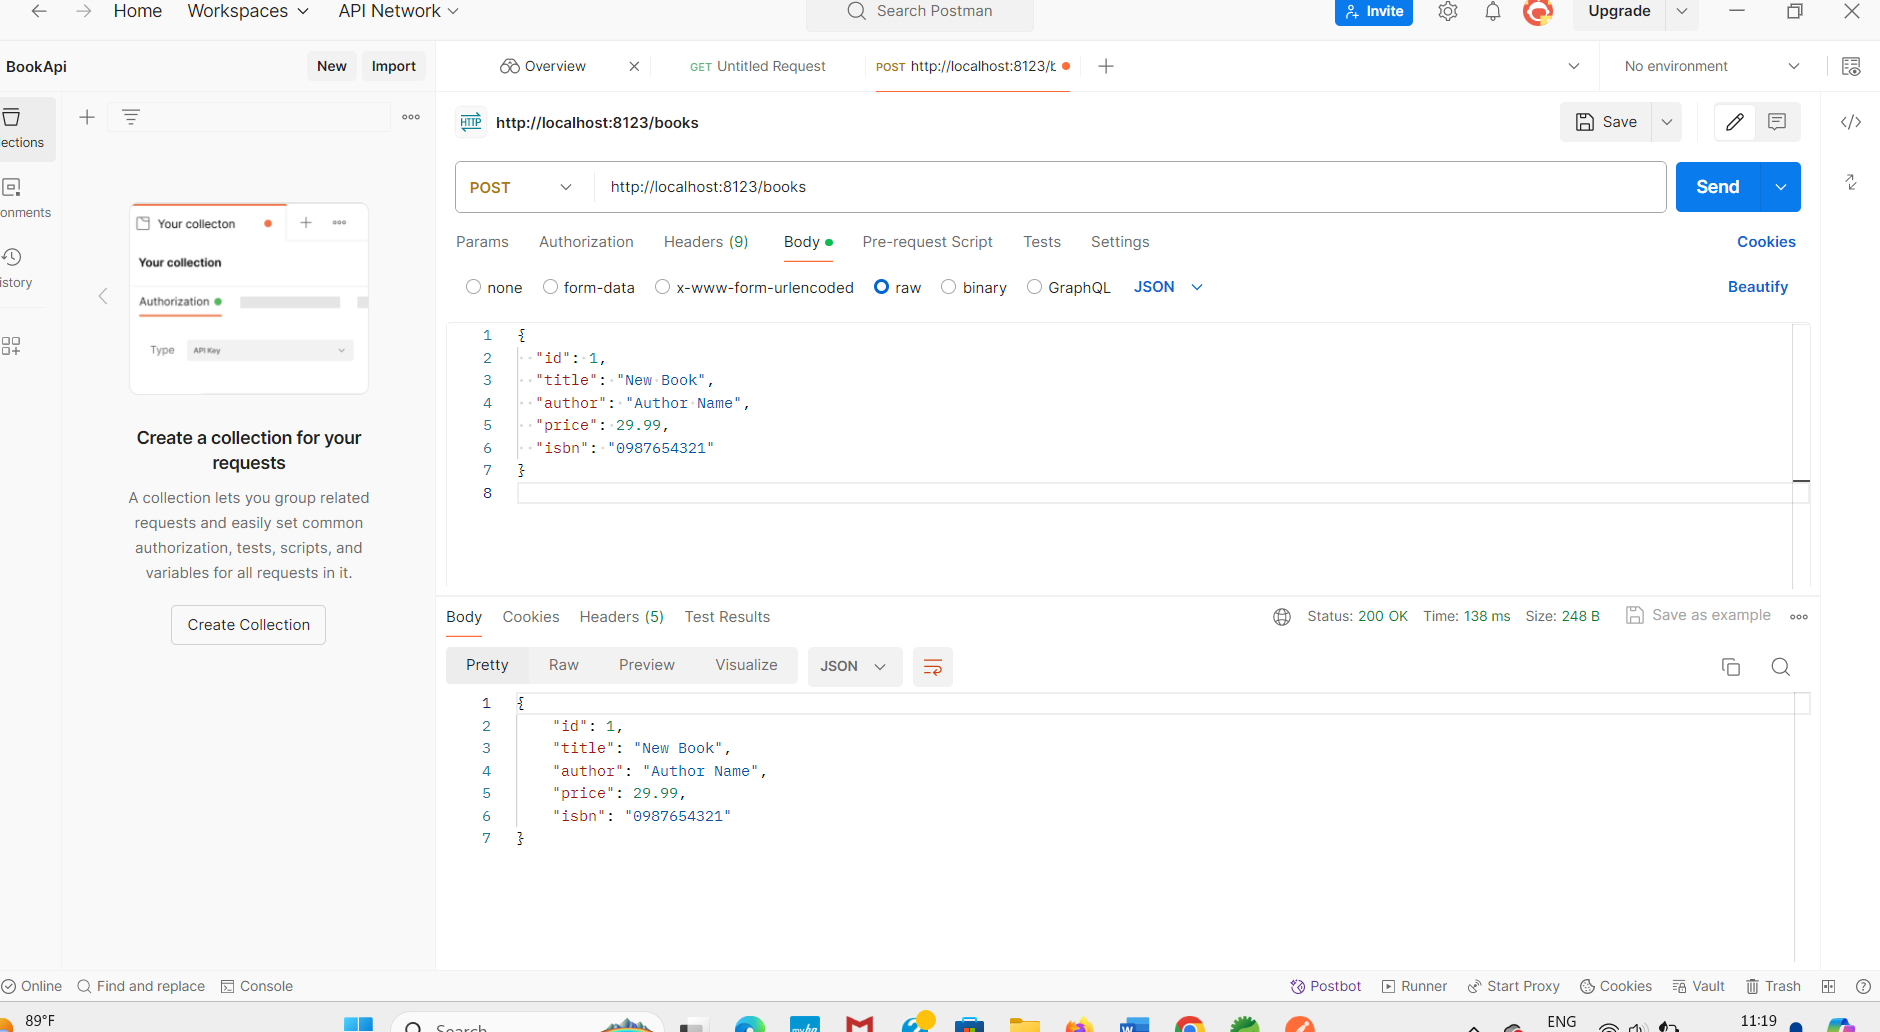 Home Workspaces API Network Search Postman Invite Upgrade
BookApi New Import Overview GET Untitled Request POST http://localhost:8123/b No environment
HTTP http://localhost:8123/books Save
ections
POST http://localhost:8123/books Send
onments
Params Authorization Headers (9) Body Pre-request Script Tests Settings Cookies
istory
none form-data x-www-form-urlencoded raw binary GraphQL JSON Beautify
Your collecton
Your collection
Authorization
Type API Key
Create a collection for your
requests
A collection lets you group related
requests and easily set common
authorization, tests, scripts, and
variables for all requests in it.
Create Collection
1 {
2 "id": 1,
3 "title": "New Book",
4 "author": "Author Name",
5 "price": 29.99,
6 "isbn": "0987654321"
7 }
8
Body Cookies Headers (5) Test Results Status: 200 OK Time: 138 ms Size: 248 B Save as example
Pretty Raw Preview Visualize JSON
1 {
2 "id": 1,
3 "title": "New Book",
4 "author": "Author Name",
5 "price": 29.99,
6 "isbn": "0987654321"
7 }
Online Find and replace Console Postbot Runner Start Proxy Cookies Vault Trash
89°F Search myhp ENG 11:19